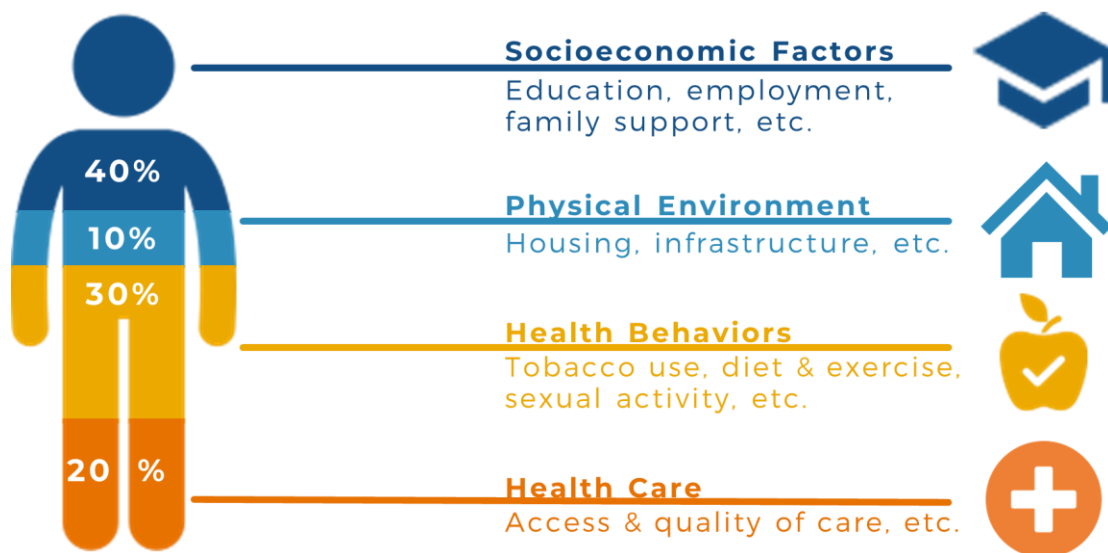 Socioeconomic Factors
Education, employment,
family support, etc.
40%
Physical Environment
Housing, infrastructure, etc.
10%
30%
Health Behaviors
Tobacco use, diet & exercise,
sexual activity, etc.
20 %
Health Care
Access & quality of care, etc.